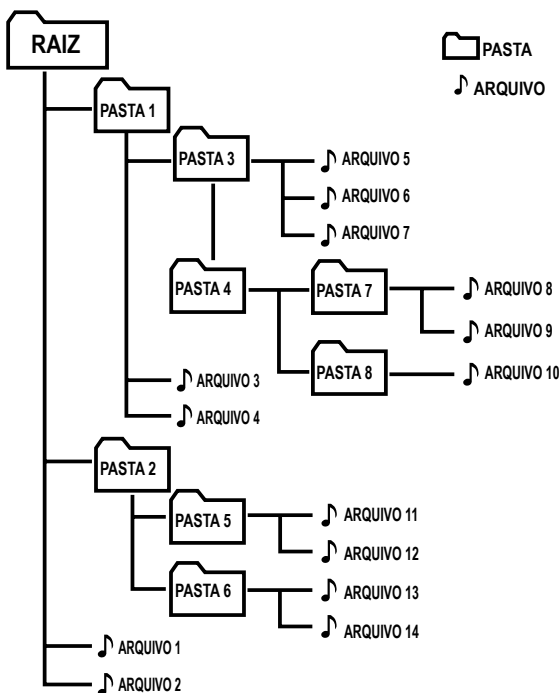 RAIZ
PASTA
ARQUIVO
PASTA 1
PASTA 3
ARQUIVO 5
ARQUIVO 6
ARQUIVO 7
PASTA 4
PASTA 7
ARQUIVO 8
ARQUIVO 9
PASTA 8
ARQUIVO 10
ARQUIVO 3
ARQUIVO 4
PASTA 2
PASTA 5
ARQUIVO 11
ARQUIVO 12
PASTA 6
ARQUIVO 13
ARQUIVO 14
ARQUIVO 1
ARQUIVO 2